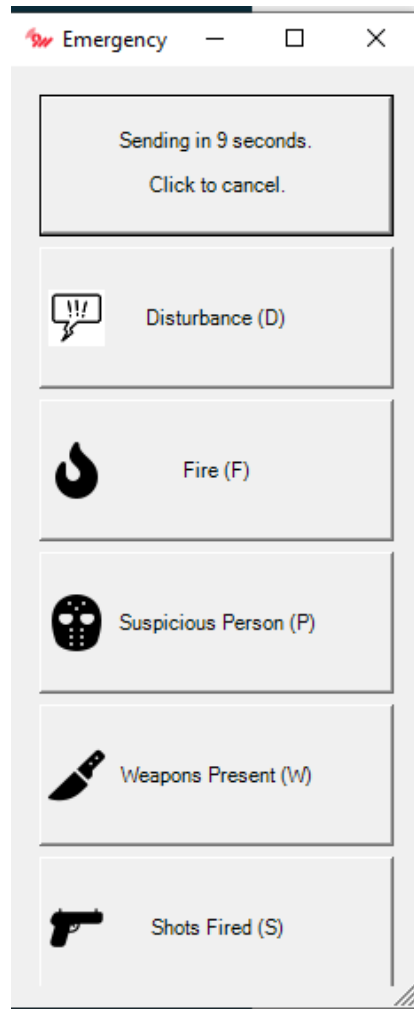 Emergency
Sending in 9 seconds.
Click to cancel.
!!!
Disturbance (D)
Fire (F)
Suspicious Person (P)
Weapons Present (W)
Shots Fired (S)